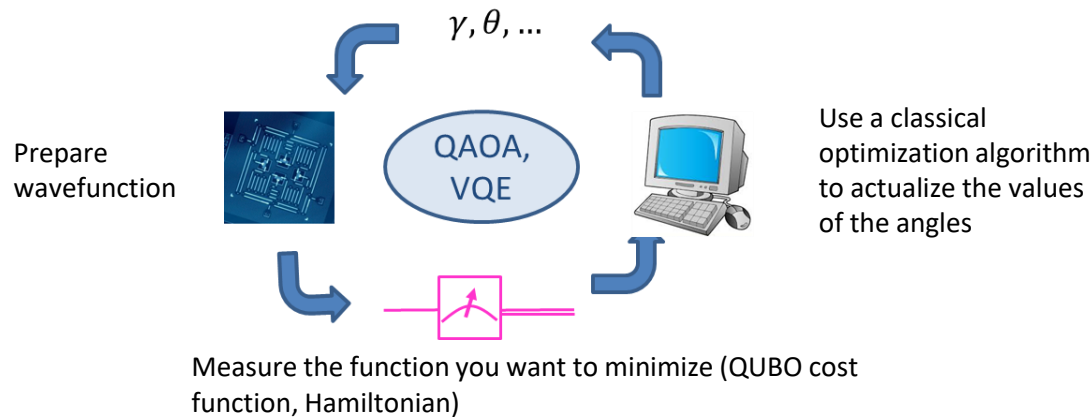 γ, θ, ...
Prepare
wavefunction
QAOA,
VQE
Use a classical
optimization algorithm
to actualize the values
of the angles
Measure the function you want to minimize (QUBO cost
function, Hamiltonian)